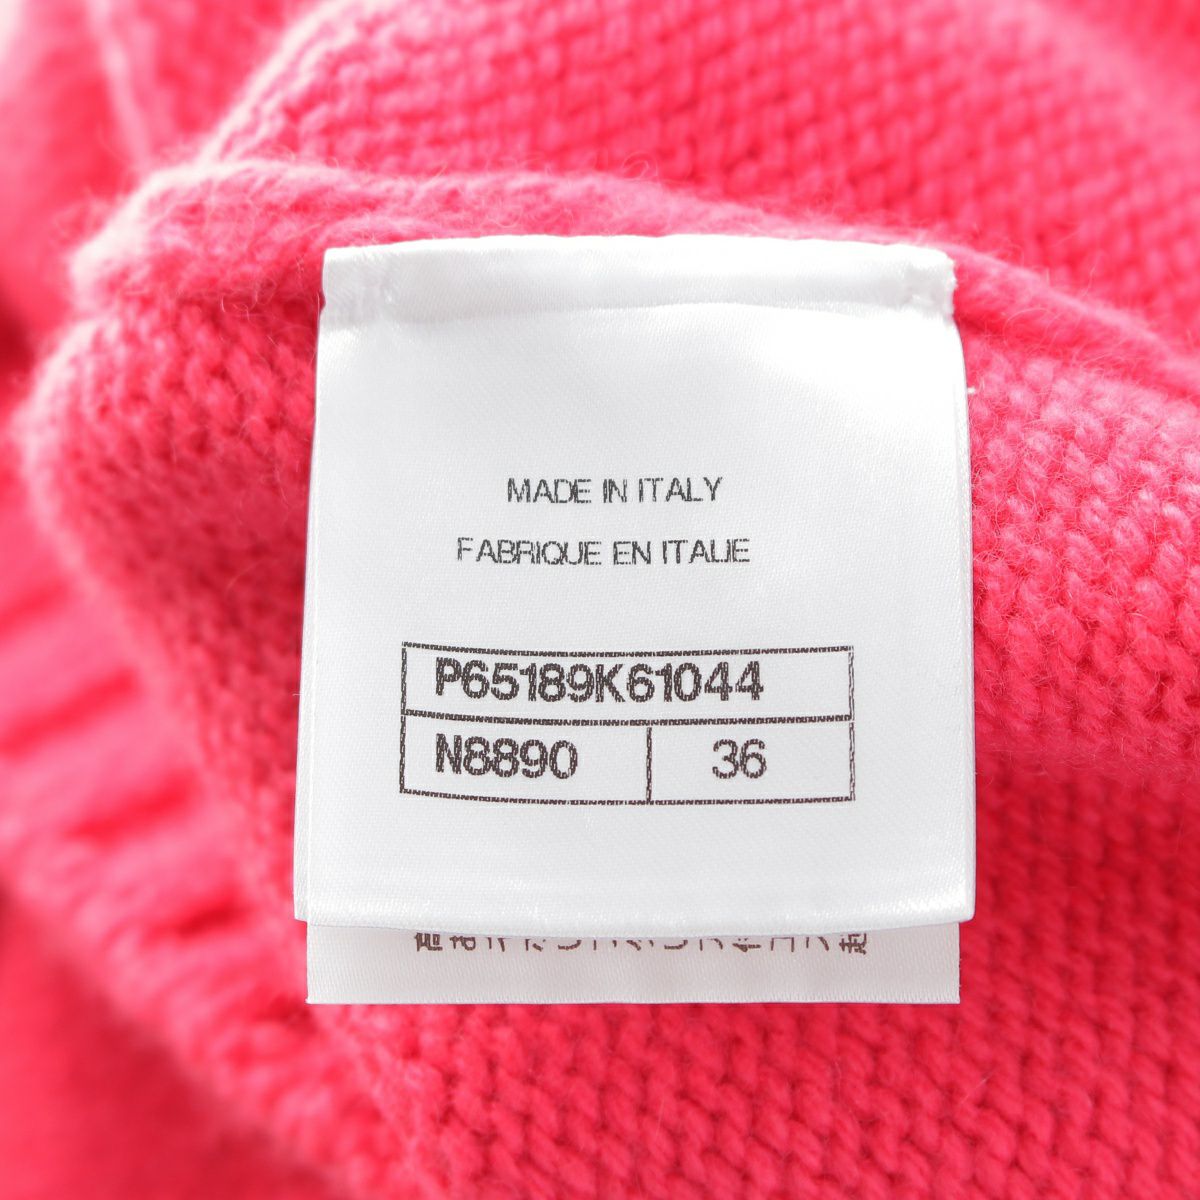 MADE IN ITALY
FABRIQUE EN ITALIE
P65189K61044
N8890 36